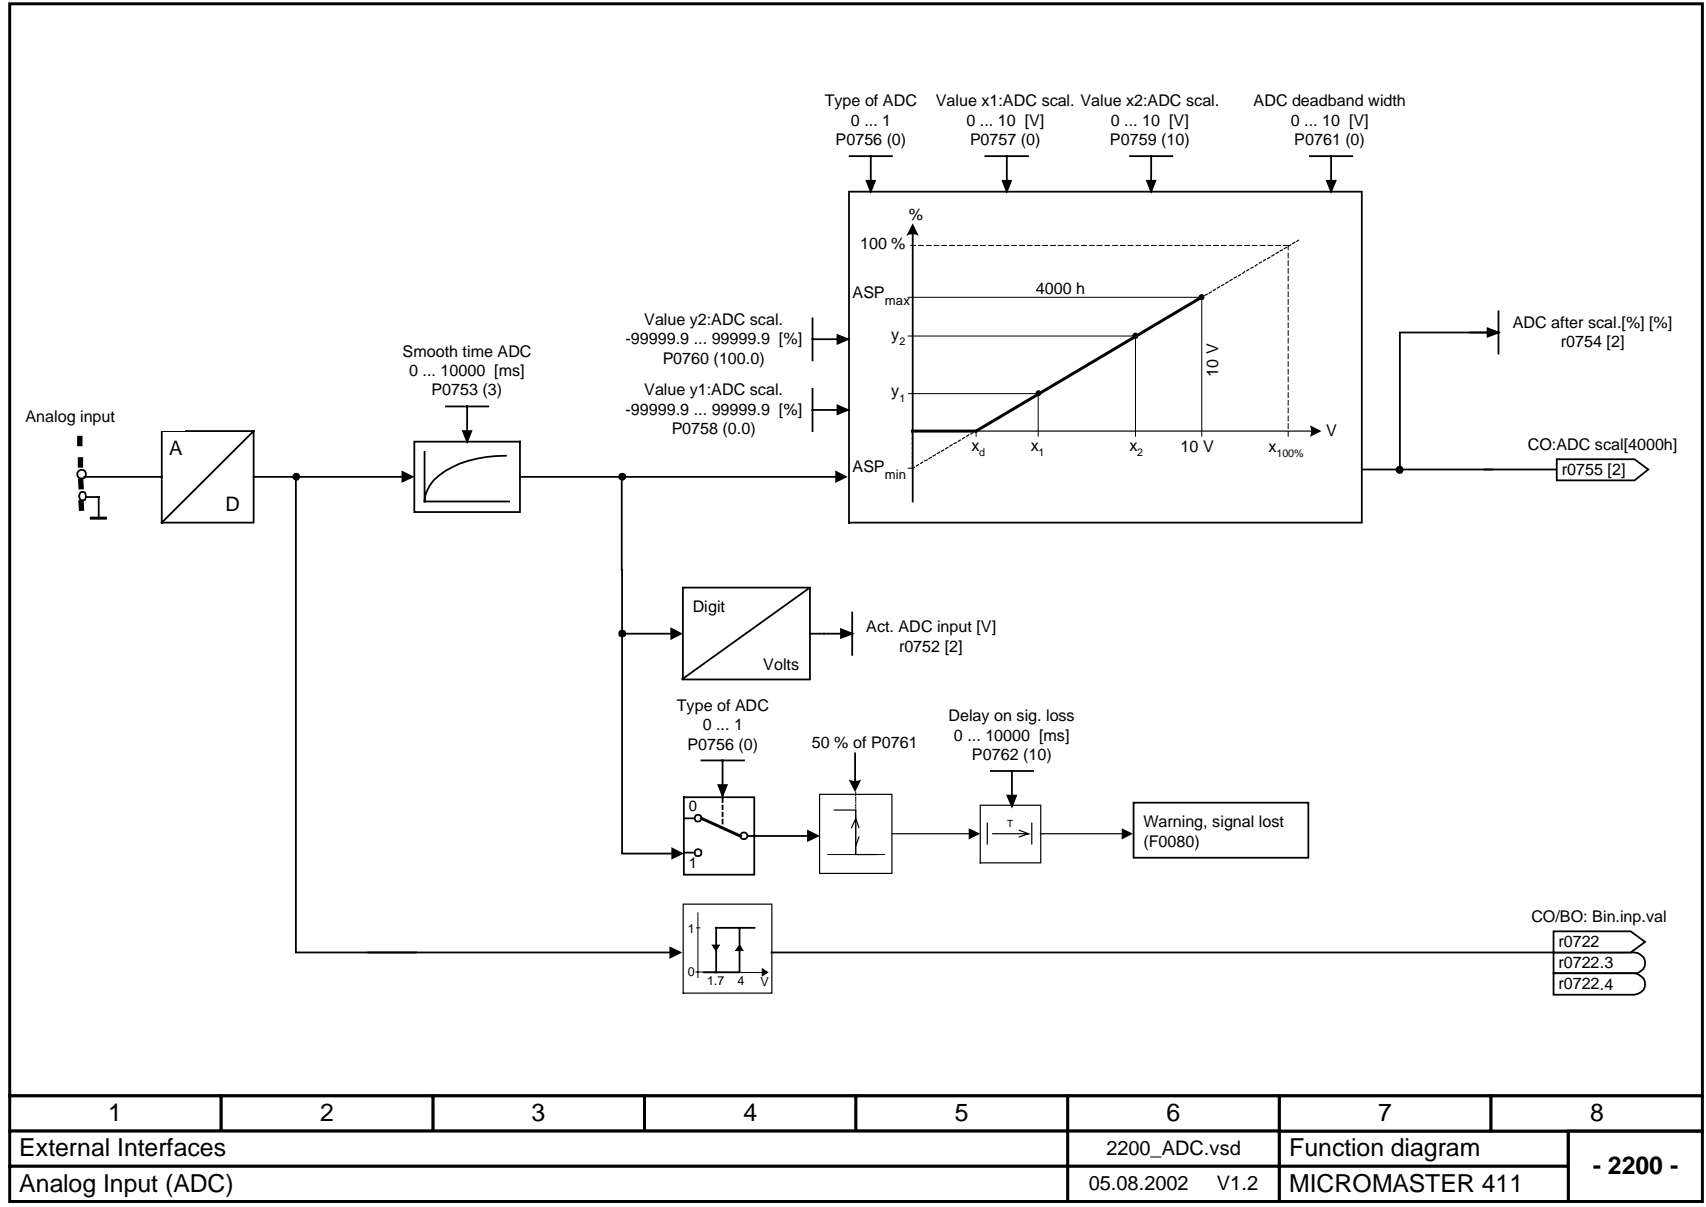 Type of ADC
0 ... 1
P0756 (0)
Value x1:ADC scal.
0 ... 10 [V]
P0757 (0)
Value x2:ADC scal.
0 ... 10 [V]
P0759 (10)
ADC deadband width
0 ... 10 [V]
P0761 (0)
%
100 %
ASPmax
4000 h
y2
y1
10 V
ASPmin
xd
x1
x2
10 V
x100%
V
Value y2:ADC scal.
-99999.9 ... 99999.9 [%]
P0760 (100.0)
Value y1:ADC scal.
-99999.9 ... 99999.9 [%]
P0758 (0.0)
Smooth time ADC
0 ... 10000 [ms]
P0753 (3)
Analog input
A
D
ADC after scal.[%] [%]
r0754 [2]
CO:ADC scal[4000h]
r0755 [2]
Digit
Volts
Act. ADC input [V]
r0752 [2]
Type of ADC
0 ... 1
P0756 (0)
0
1
50 % of P0761
Delay on sig. loss
0 ... 10000 [ms]
P0762 (10)
T
Warning, signal lost
(F0080)
1
0
1.7 4 V
CO/BO: Bin.inp.val
r0722
r0722.3
r0722.4
1 2 3 4 5 6 7 8
External Interfaces
2200_ADC.vsd
Function diagram
- 2200 -
Analog Input (ADC)
05.08.2002 V1.2
MICROMASTER 411